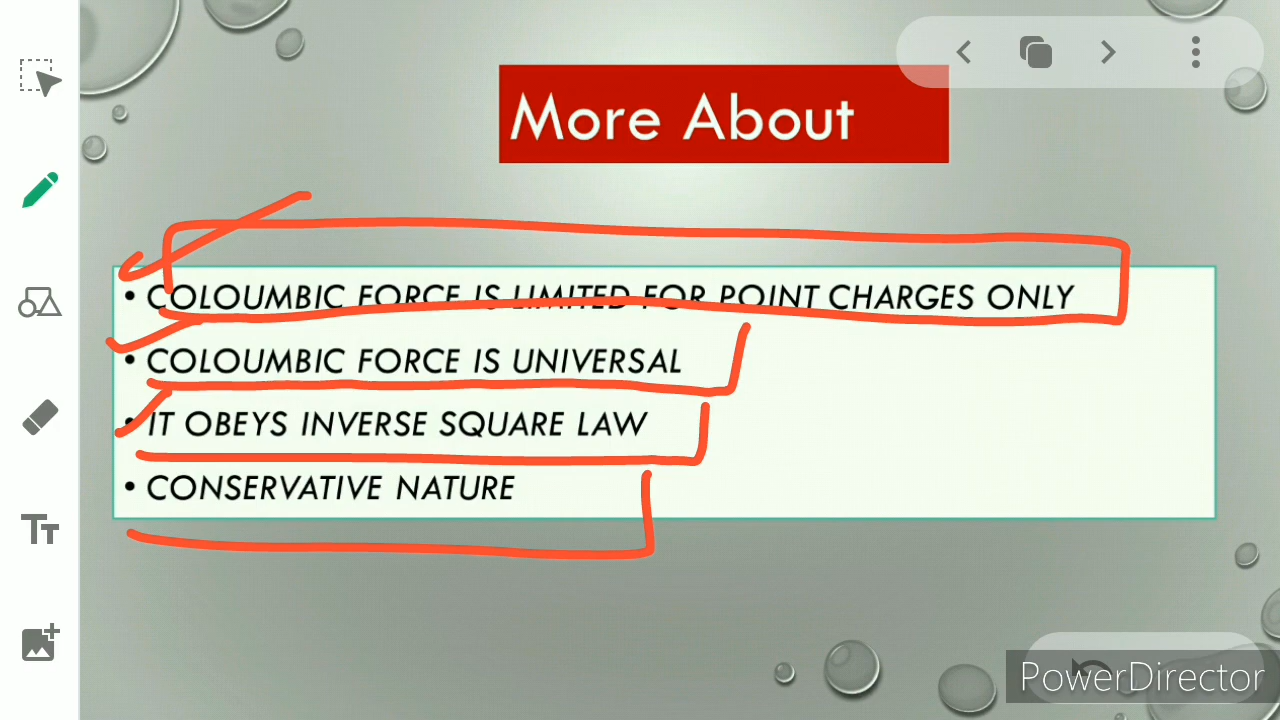 More About
• COLOUMBIC FORCE IS LIMITED FOR POINT CHARGES ONLY
• COLOUMBIC FORCE IS UNIVERSAL
• IT OBEYS INVERSE SQUARE LAW
• CONSERVATIVE NATURE
TT
PowerDirector